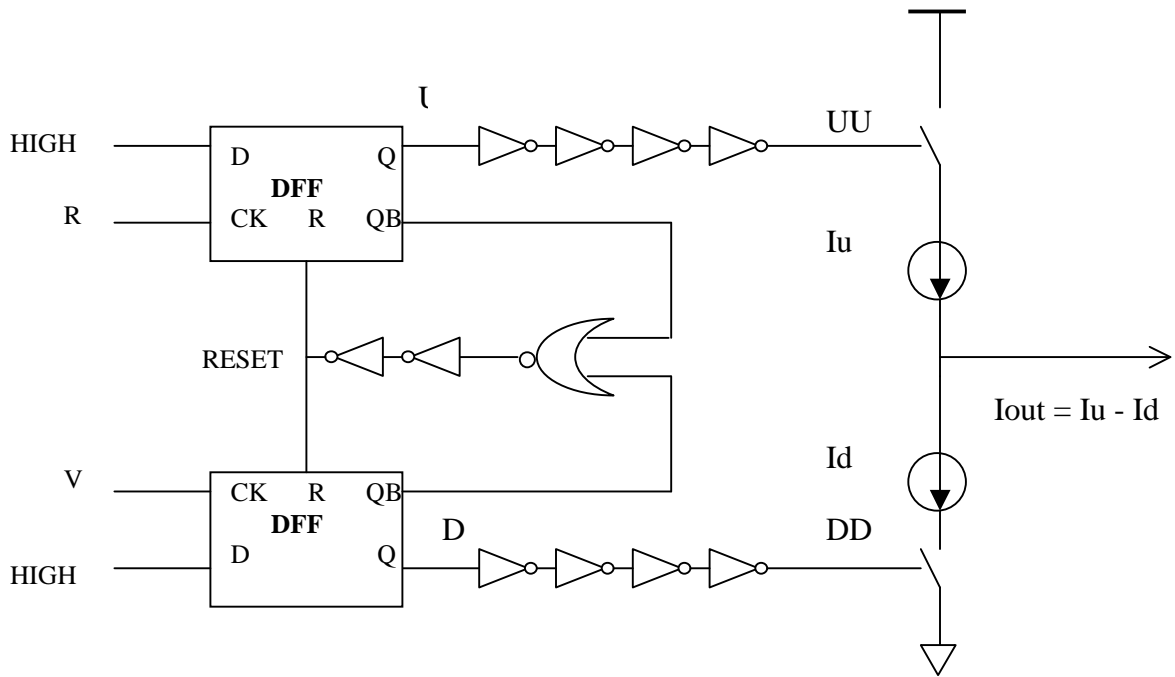 UU
HIGH
D
Q
DFF
R
CK
R
QB
Iu
RESET
Iout = Iu - Id
V
CK
R
QB
Id
DFF
D
DD
D
Q
HIGH